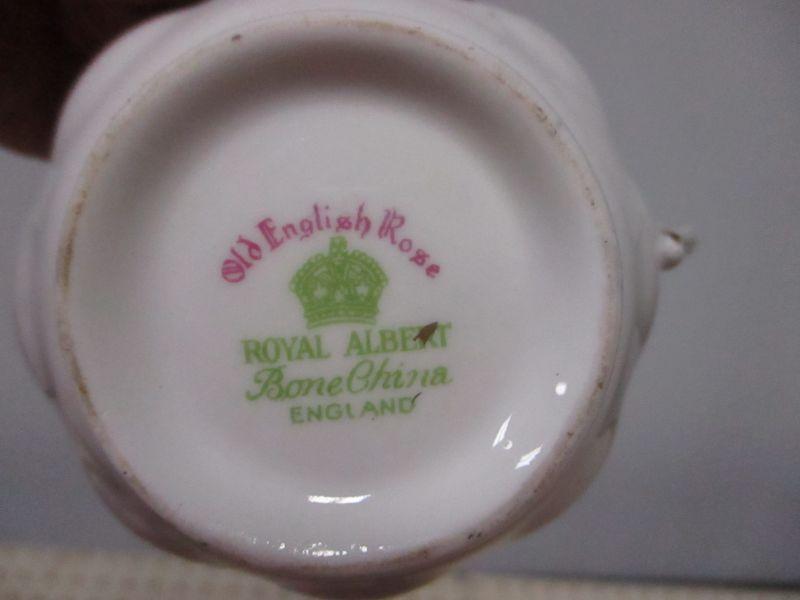 Old English Rose
ROYAL ALBERT
Bone China
ENGLAND